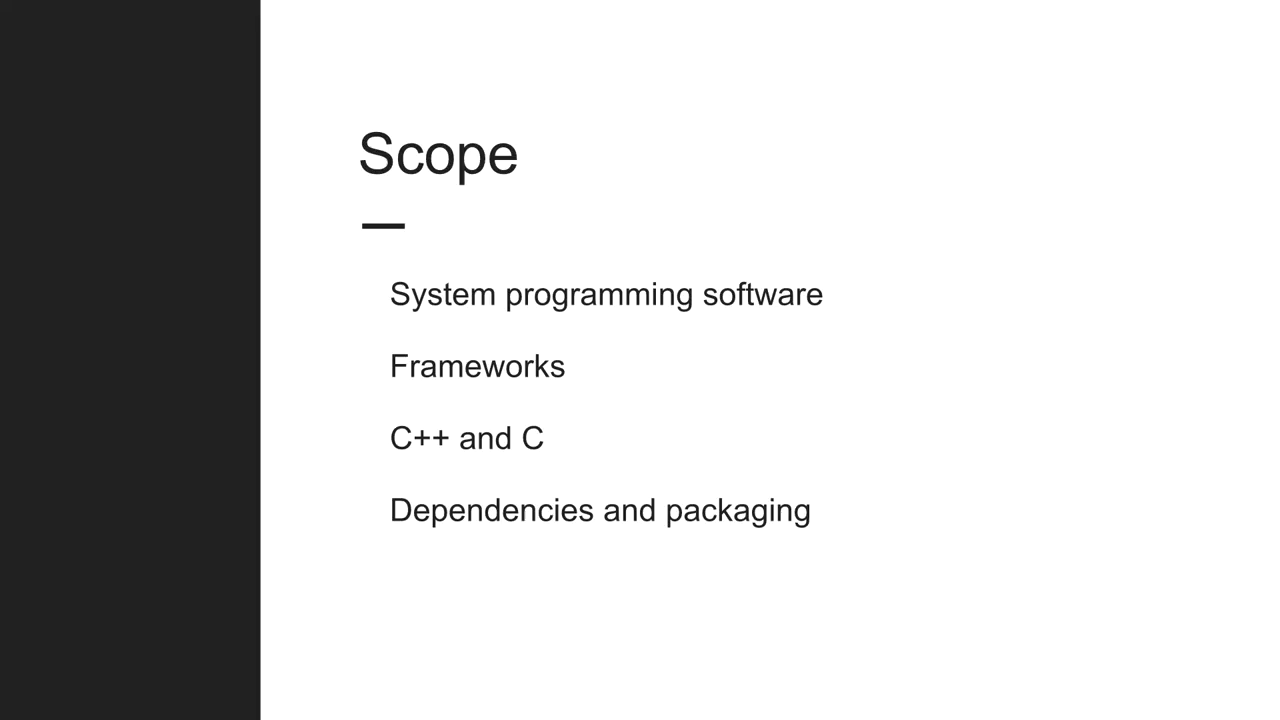 Scope
System programming software
Frameworks
C++ and C
Dependencies and packaging